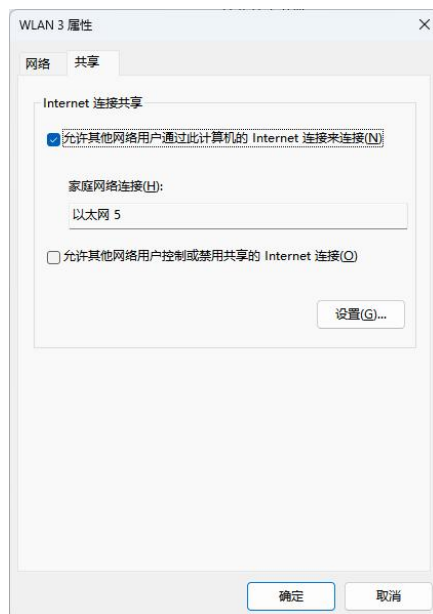 WLAN 3 属性
网络 共享
Internet 连接共享
允许其他网络用户通过此计算机的 Internet 连接来连接(N)
家庭网络连接(H):
以太网 5
允许其他网络用户控制或禁用共享的 Internet 连接(O)
设置(G)...
确定 取消